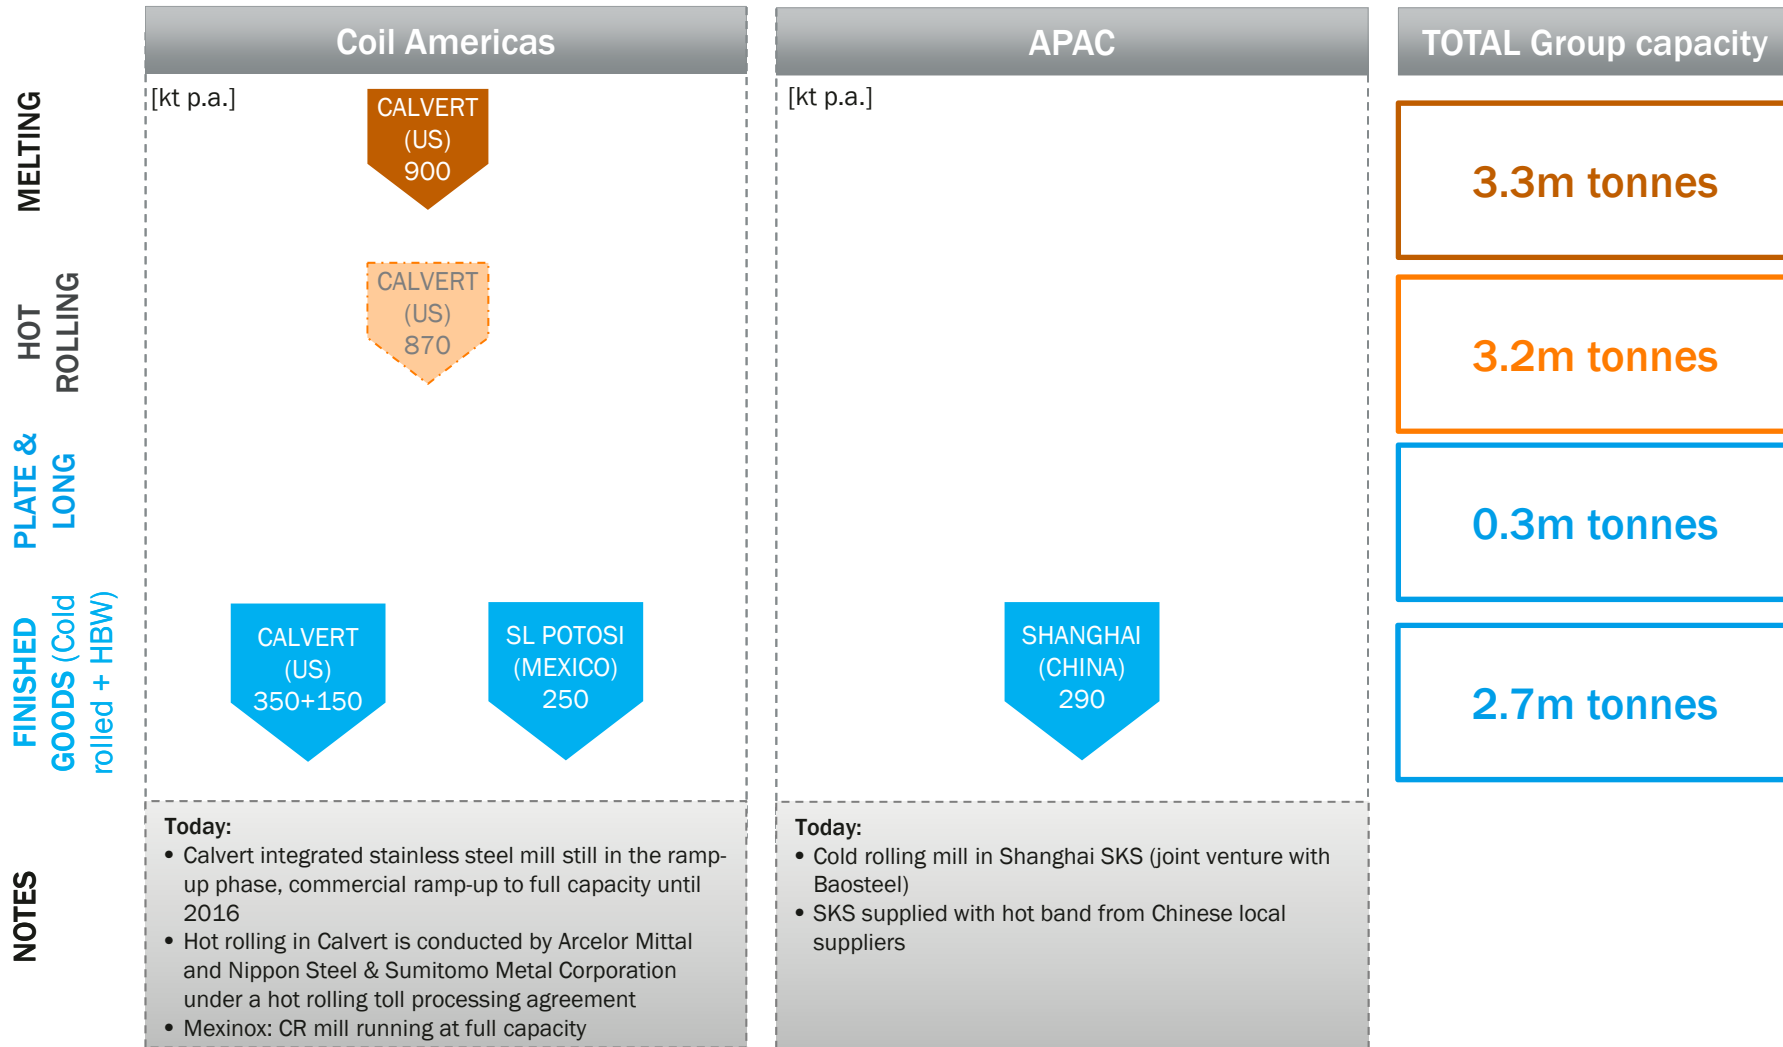 Coil Americas
APAC
TOTAL Group capacity
MELTING
[kt p.a.]
CALVERT
(US)
900
[kt p.a.]
3.3m tonnes
HOT
ROLLING
CALVERT
(US)
870
3.2m tonnes
PLATE &
LONG
0.3m tonnes
FINISHED
GOODS (Cold
rolled + HBW)
CALVERT
(US)
350+150
SL POTOSI
(MEXICO)
250
SHANGHAI
(CHINA)
290
2.7m tonnes
NOTES
Today:
• Calvert integrated stainless steel mill still in the ramp-
up phase, commercial ramp-up to full capacity until
2016
• Hot rolling in Calvert is conducted by Arcelor Mittal
and Nippon Steel & Sumitomo Metal Corporation
under a hot rolling toll processing agreement
• Mexinox: CR mill running at full capacity
Today:
• Cold rolling mill in Shanghai SKS (joint venture with
Baosteel)
• SKS supplied with hot band from Chinese local
suppliers